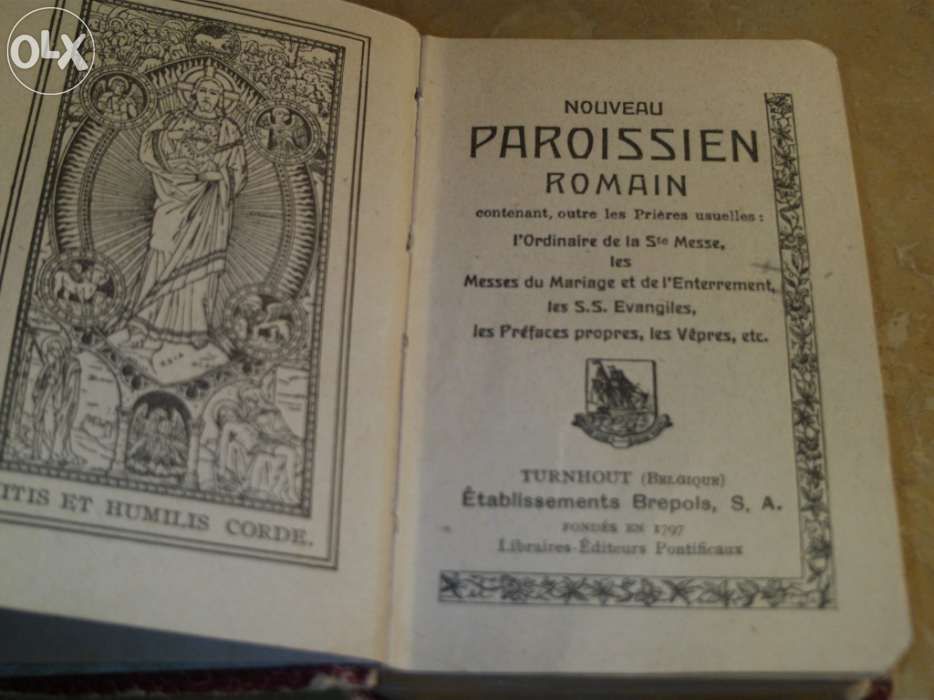 OLX
ITIS ET HUMILIS CORDE.
NOUVEAU
PAROISSIEN
ROMAIN
contenant, outre les Prières usuelles :
l'Ordinaire de la Ste Messe,
les
Messes du Mariage et de l'Enterrement,
les S.S. Evangiles,
les Préfaces propres, les Vêpres, etc.
TURNHOUT (BELGIQUE)
Établissements Brepols, S. A.
FONDÉS EN 1797
Libraires-Éditeurs Pontificaux